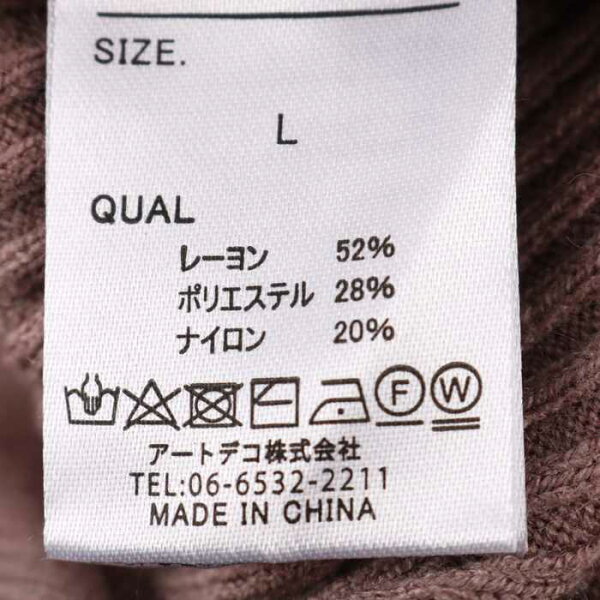 SIZE.
L
QUAL
レーヨン 52%
ポリエステル 28%
ナイロン 20%
F W
アートデコ株式会社
TEL:06-6532-2211
MADE IN CHINA